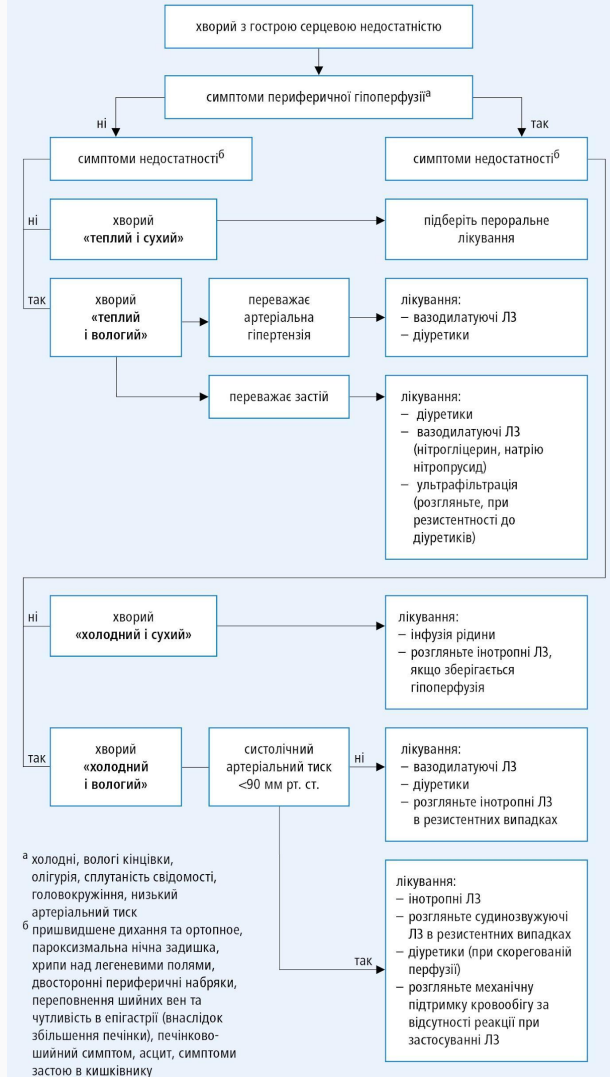 хворий з гострою серцевою недостатністю
симптоми периферичної гіпоперфузіїᵃ
ні
так
симптоми недостатностіᵇ
симптоми недостатностіᵇ
ні
хворий
«теплий і сухий»
підберіть пероральне
лікування
так
хворий
«теплий
і вологий»
переважає
артеріальна
гіпертензія
лікування:
– вазодилатуючі ЛЗ
– діуретики
переважає застій
лікування:
– діуретики
– вазодилатуючі ЛЗ
(нітрогліцерин, натрію
нітропрусид)
– ультрафільтрація
(розгляньте, при
резистентності до
діуретиків)
ні
хворий
«холодний і сухий»
лікування:
– інфузія рідини
– розгляньте інотропні ЛЗ,
якщо зберігається
гіпоперфузія
так
хворий
«холодний
і вологий»
систолічний
артеріальний тиск
<90 мм рт. ст.
ні
лікування:
– вазодилатуючі ЛЗ
– діуретики
– розгляньте інотропні ЛЗ
в резистентних випадках
так
лікування:
– інотропні ЛЗ
– розгляньте судинозвужуючі
ЛЗ в резистентних випадках
– діуретики (при скорегованій
перфузії)
– розгляньте механічну
підтримку кровообігу за
відсутності реакції при
застосуванні ЛЗ
а холодні, вологі кінцівки,
олігурія, сплутаність свідомості,
головокружіння, низький
артеріальний тиск
б пришвидшене дихання та ортопное,
пароксизмальна нічна задишка,
хрипи над легеневими полями,
двосторонні периферичні набряки,
переповнення шийних вен та
чутливість в епігастрії (внаслідок
збільшення печінки), печінково-
шийний симптом, асцит, симптоми
застою в кишківнику